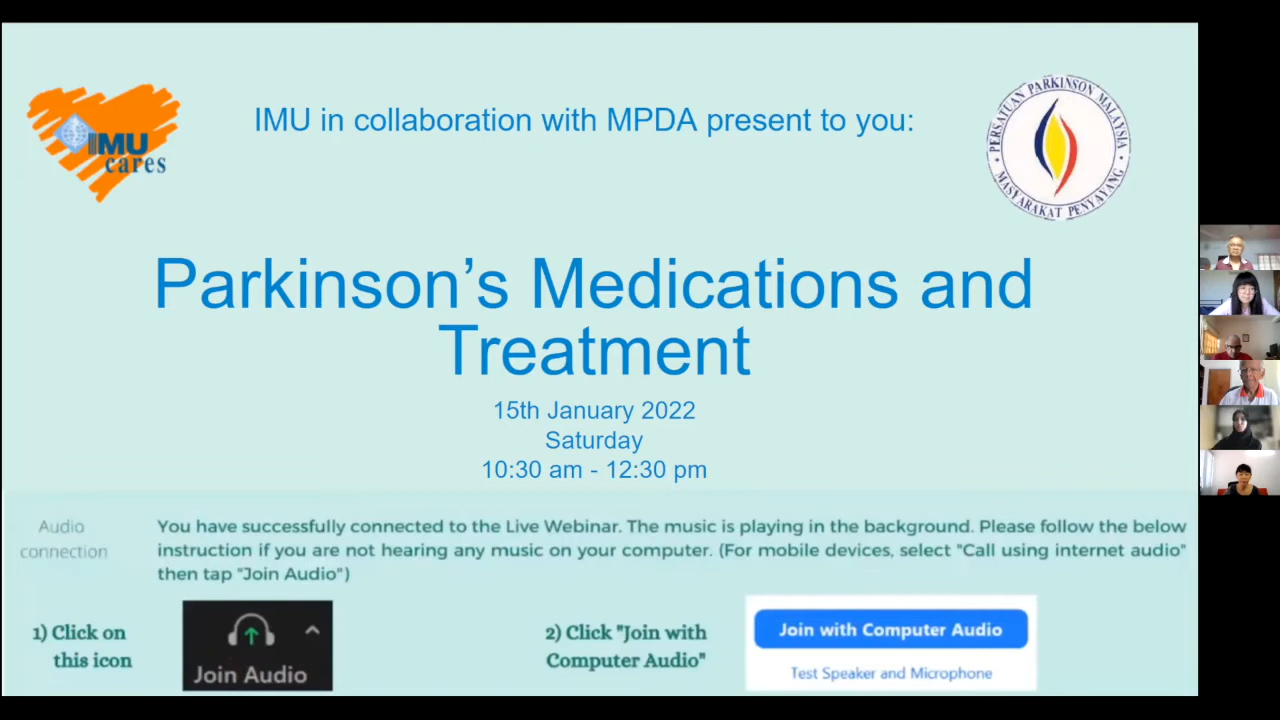 IMU
cares
IMU in collaboration with MPDA present to you:
PERSATUAN PARKINSON MALAYSIA
MASYARAKAT PENYAYANG
Parkinson's Medications and
Treatment
15th January 2022
Saturday
10:30 am - 12:30 pm
Audio
connection
You have successfully connected to the Live Webinar. The music is playing in the background. Please follow the below
instruction if you are not hearing any music on your computer. (For mobile devices, select "Call using internet audio"
then tap "Join Audio")
1) Click on
this icon
Join Audio
2) Click "Join with
Computer Audio"
Join with Computer Audio
Test Speaker and Microphone